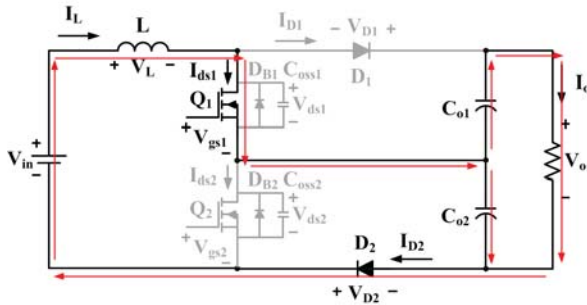 I_L L I_D1 - V_D1 +
+ V_L - D_1
I_ds1 D_B1 C_oss1 I_o
Q_1 + V_ds1 - C_o1
V_gs1 -
+ V_in - + V_o -
I_ds2 D_B2 C_oss2
Q_2 + V_ds2 - C_o2
V_gs2 -
D_2 I_D2
+ V_D2 -